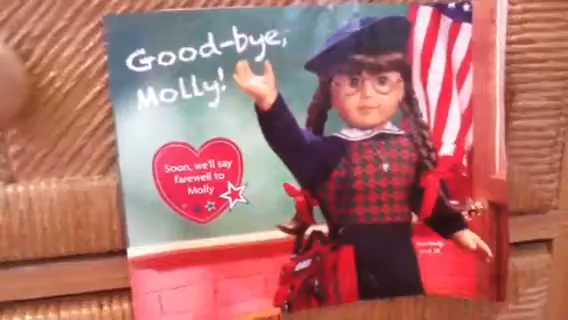 Good-bye,
Molly!
Soon, we'll say
farewell to
Molly